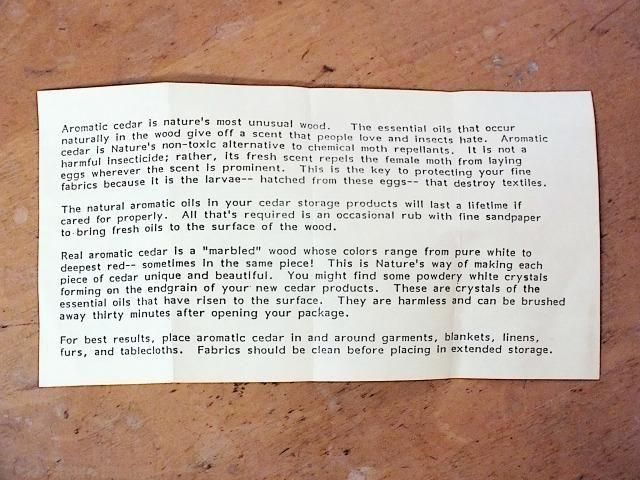 Aromatic cedar is nature's most unusual wood. The essential oils that occur
naturally in the wood give off a scent that people love and insects hate. Aromatic
cedar is Nature's non-toxic alternative to chemical moth repellants. It is not a
harmful insecticide; rather, its fresh scent repels the female moth from laying
eggs wherever the scent is prominent. This is the key to protecting your fine
fabrics because it is the larvae-- hatched from these eggs-- that destroy textiles.
The natural aromatic oils in your cedar storage products will last a lifetime if
cared for properly. All that's required is an occasional rub with fine sandpaper
to bring fresh oils to the surface of the wood.
Real aromatic cedar is a "marbled" wood whose colors range from pure white to
deepest red-- sometimes in the same piece! This is Nature's way of making each
piece of cedar unique and beautiful. You might find some powdery white crystals
forming on the endgrain of your new cedar products. These are crystals of the
essential oils that have risen to the surface. They are harmless and can be brushed
away thirty minutes after opening your package.
For best results, place aromatic cedar in and around garments, blankets, linens,
furs, and tablecloths. Fabrics should be clean before placing in extended storage.